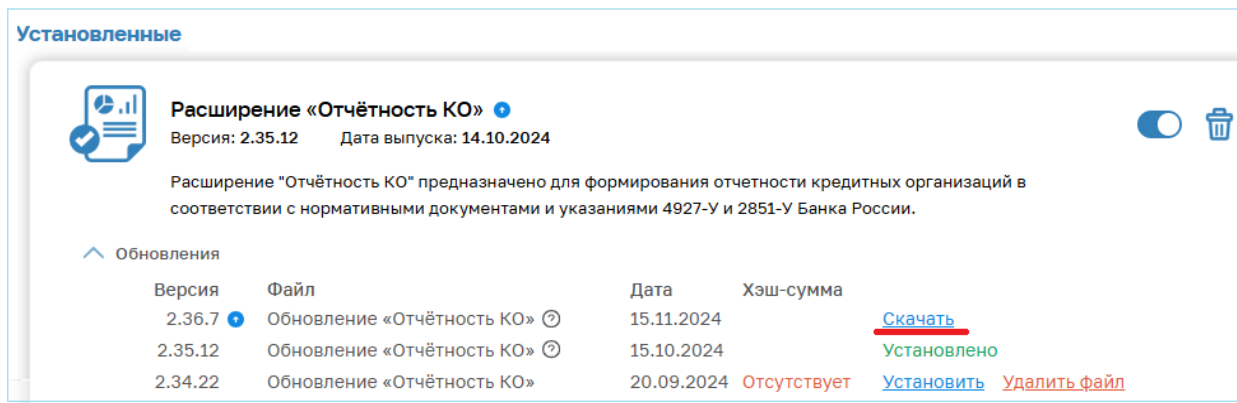 Установленные
Расширение «Отчётность КО»
Версия: 2.35.12 Дата выпуска: 14.10.2024
Расширение "Отчётность КО" предназначено для формирования отчетности кредитных организаций в
соответствии с нормативными документами и указаниями 4927-У и 2851-У Банка России.
Обновления
Версия Файл Дата Хэш-сумма
2.36.7 Обновление «Отчётность КО» ? 15.11.2024 Скачать
2.35.12 Обновление «Отчётность КО» ? 15.10.2024 Установлено
2.34.22 Обновление «Отчётность КО» 20.09.2024 Отсутствует Установить Удалить файл